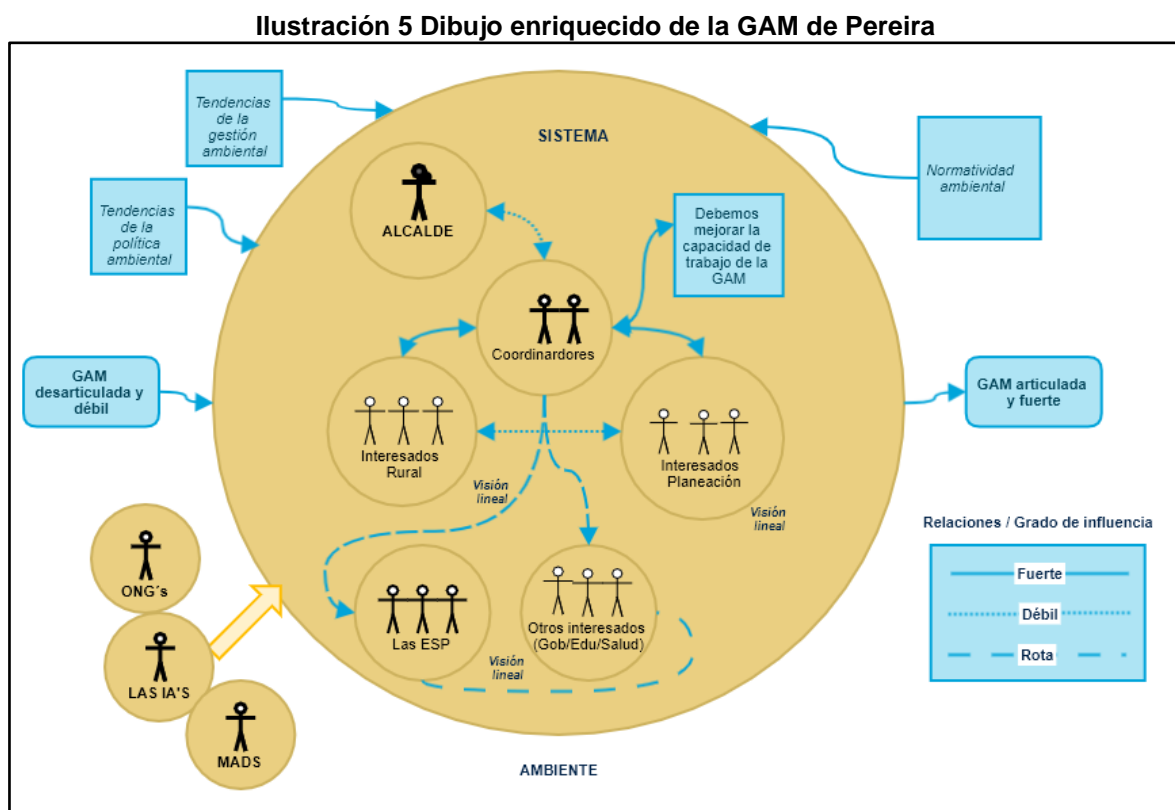 Ilustración 5 Dibujo enriquecido de la GAM de Pereira
Tendencias
de la
gestión
ambiental
SISTEMA
Normatividad
ambiental
Tendencias
de la
política
ambiental
ALCALDE
Debemos
mejorar la
capacidad de
trabajo de la
GAM
Coordinardores
GAM
desarticulada y
débil
GAM articulada
y fuerte
Interesados
Rural
Interesados
Planeación
Visión
lineal
Visión
lineal
Relaciones / Grado de influencia
Fuerte
Débil
Rota
ONG´s
LAS IA'S
MADS
Las ESP
Otros interesados
(Gob/Edu/Salud)
Visión
lineal
AMBIENTE